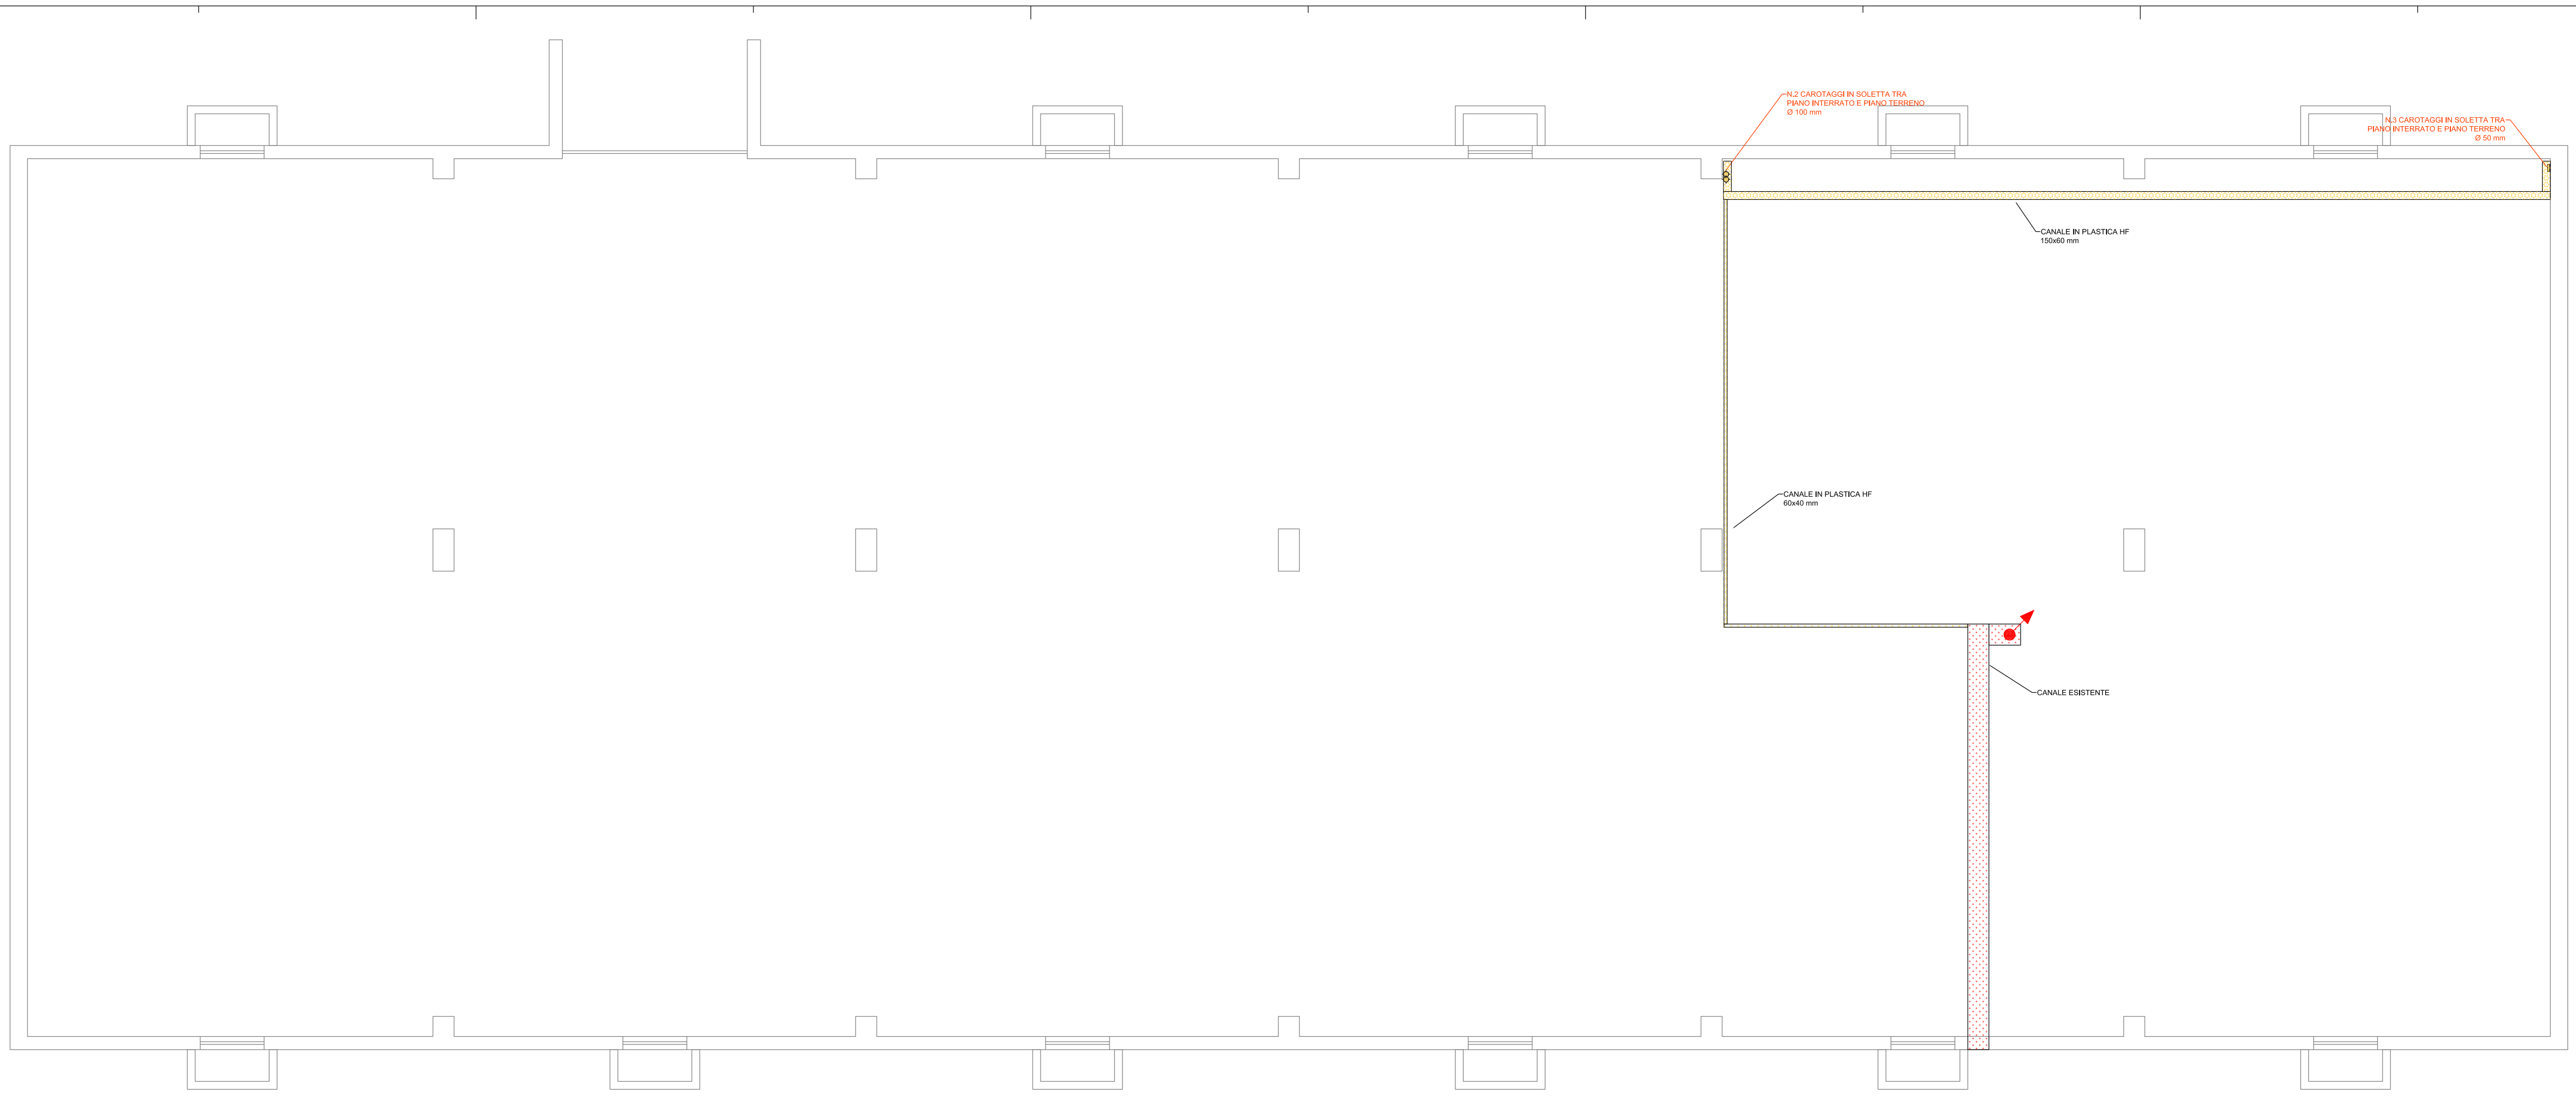 N.2 CAROTAGGI IN SOLETTA TRA
PIANO INTERRATO E PIANO TERRENO
Ø 100 mm
N.3 CAROTAGGI IN SOLETTA TRA
PIANO INTERRATO E PIANO TERRENO
Ø 50 mm
CANALE IN PLASTICA HF
150x60 mm
CANALE IN PLASTICA HF
60x40 mm
CANALE ESISTENTE